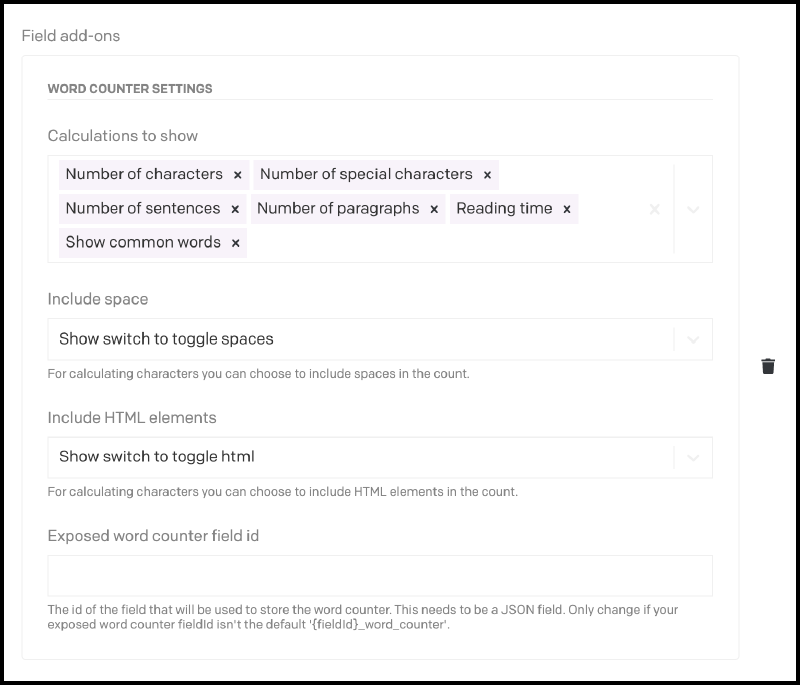 Field add-ons
WORD COUNTER SETTINGS
Calculations to show
Number of characters × Number of special characters ×
Number of sentences × Number of paragraphs × Reading time ×
Show common words ×
Include space
Show switch to toggle spaces
For calculating characters you can choose to include spaces in the count.
Include HTML elements
Show switch to toggle html
For calculating characters you can choose to include HTML elements in the count.
Exposed word counter field id
The id of the field that will be used to store the word counter. This needs to be a JSON field. Only change if your
exposed word counter fieldId isn't the default '{fieldId}_word_counter'.